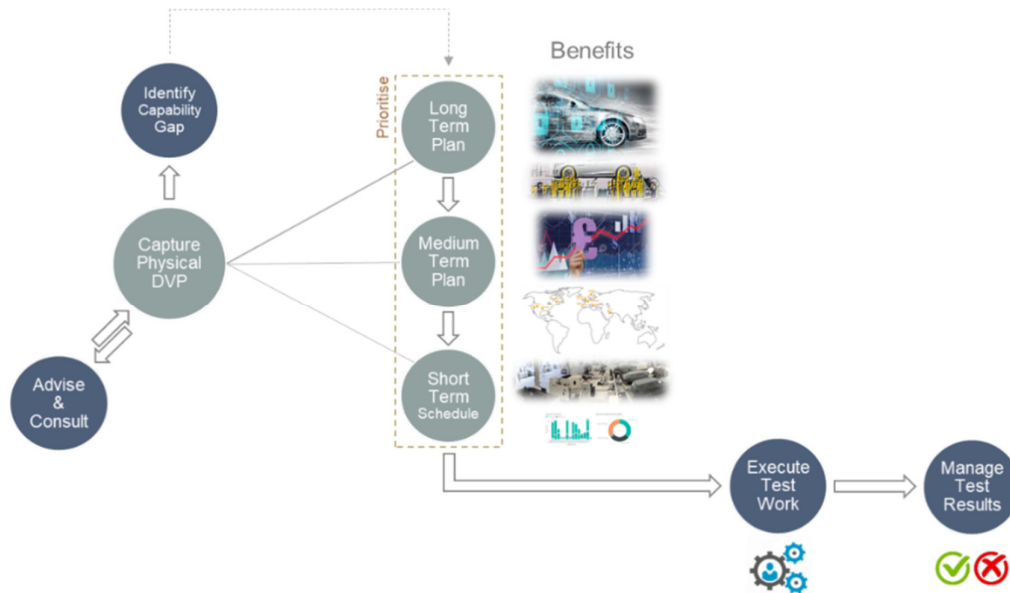 Benefits
Identify
Capability
Gap
Prioritise
Long
Term
Plan
Capture
Physical
DVP
Medium
Term
Plan
Advise
&
Consult
Short
Term
Schedule
Execute
Test
Work
Manage
Test
Results